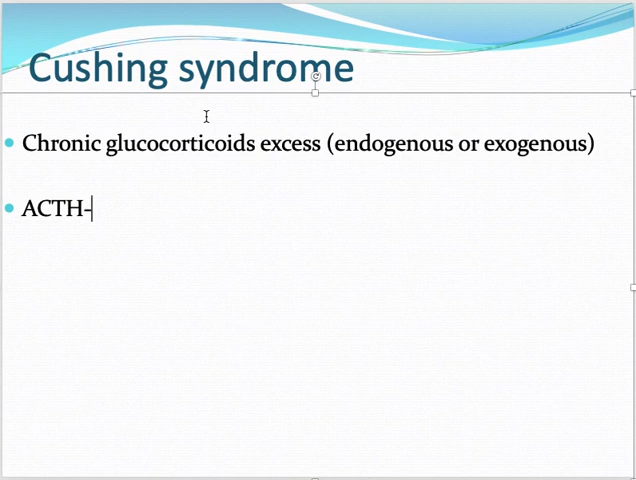 Cushing syndrome
Chronic glucocorticoids excess (endogenous or exogenous)
ACTH-